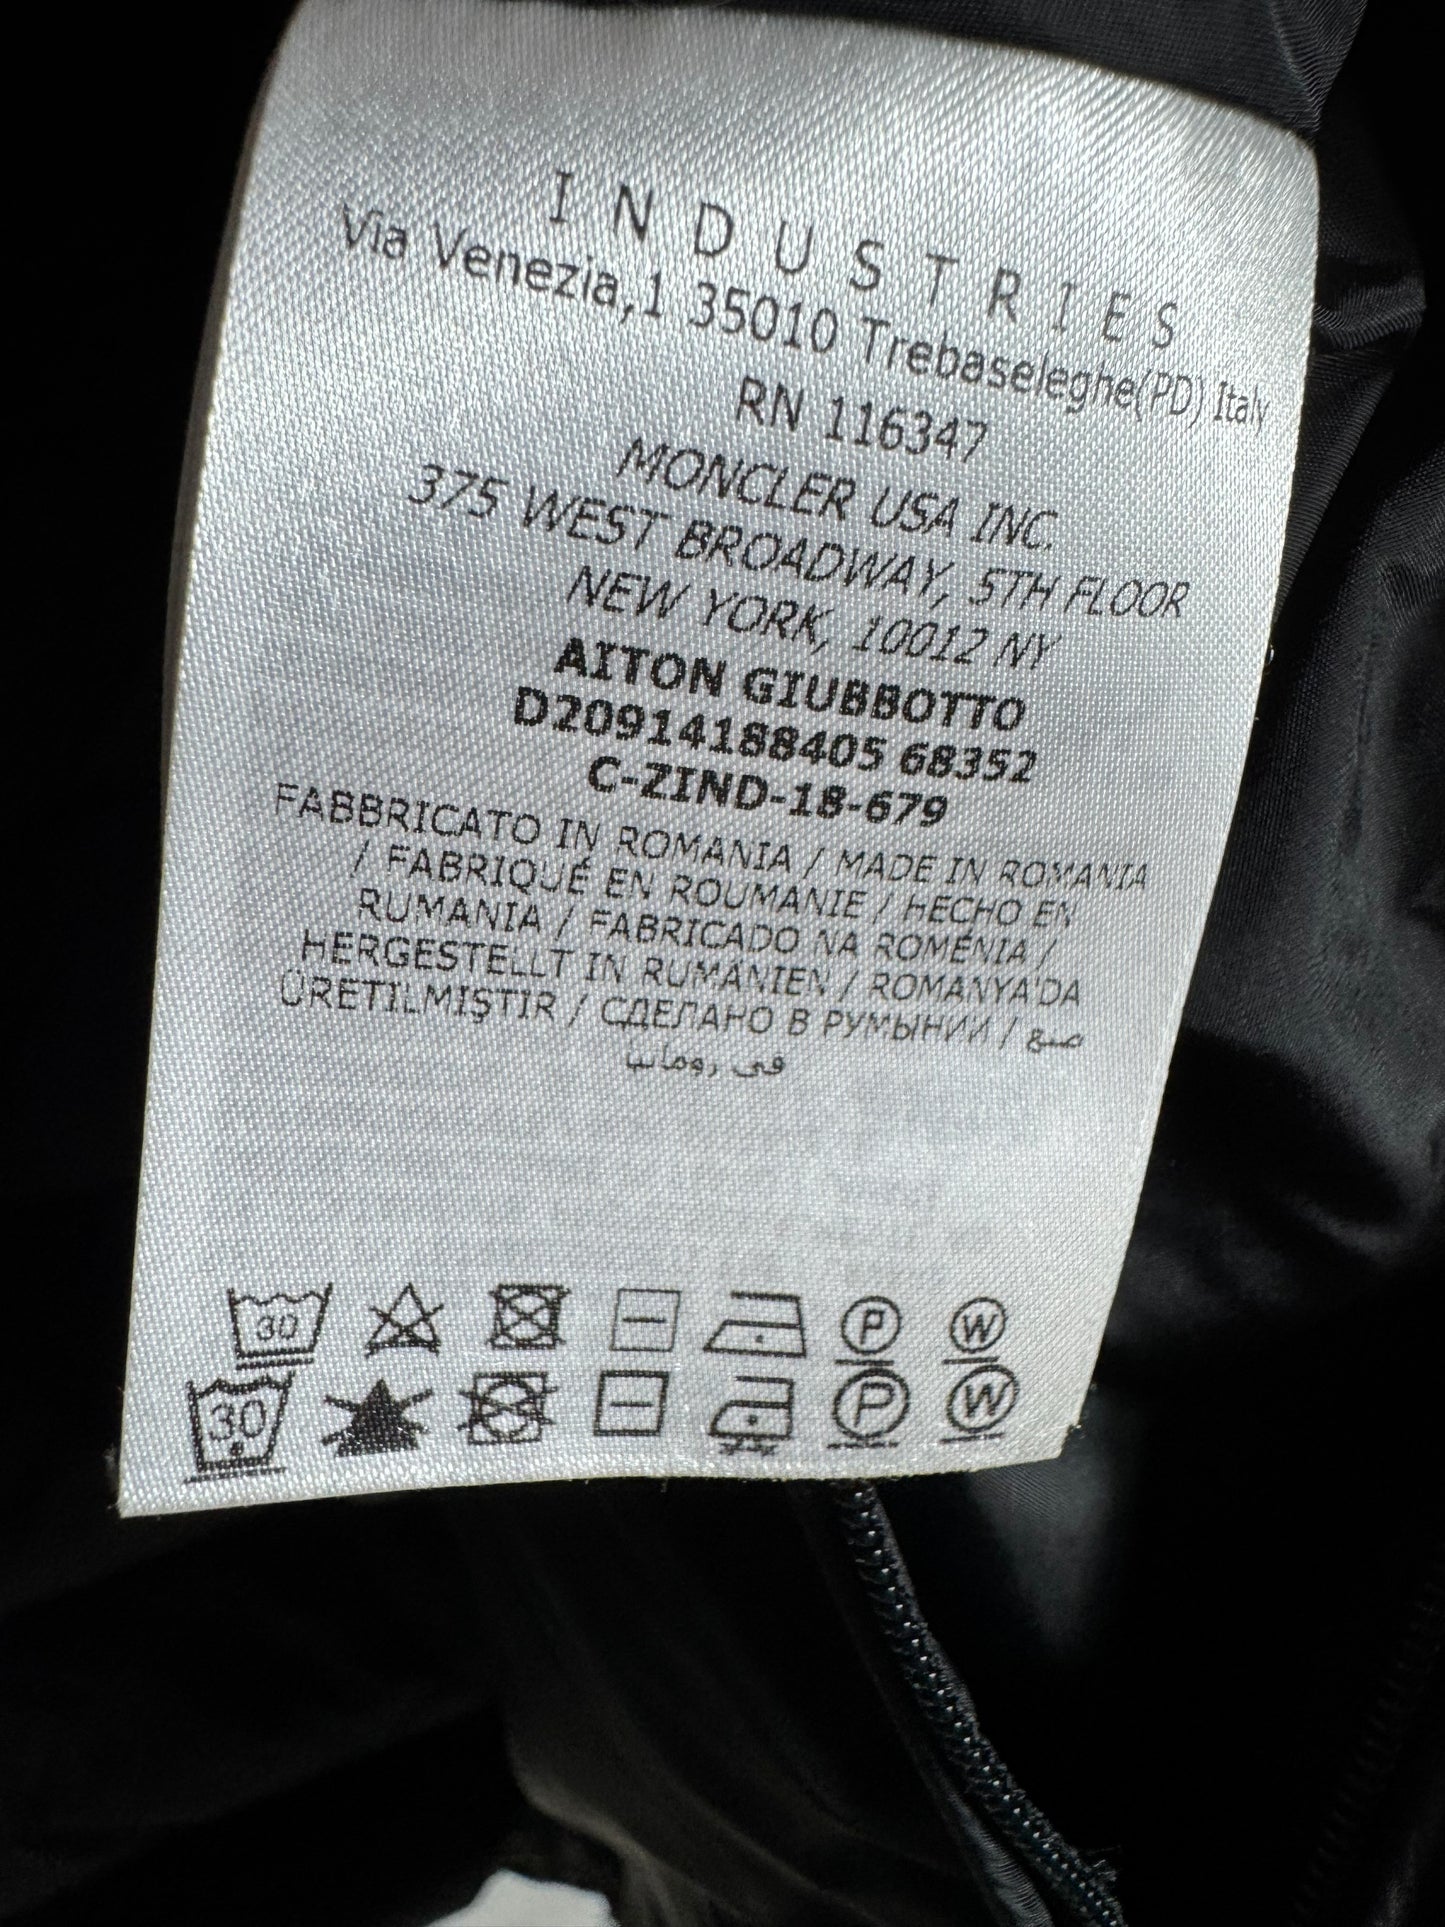 INDUSTRIES
Via Venezia,1 35010 Trebaseleghe(PD) Italy
RN 116347
MONCLER USA INC.
375 WEST BROADWAY, 5TH FLOOR
NEW YORK, 10012 NY
AITON GIUBBOTTO
D20914188405 68352
C-ZIND-18-679
FABBRICATO IN ROMANIA / MADE IN ROMANIA
/ FABRIQUÉ EN ROUMANIE / HECHO EN
RUMANIA / FABRICADO NA ROMÉNIA /
HERGESTELLT IN RUMÄNIEN / ROMANYA'DA
ÜRETILMIŞTIR / СДЕЛАНО В РУМЫНИИ / صنع
في رومانيا
30 P W
30 P W